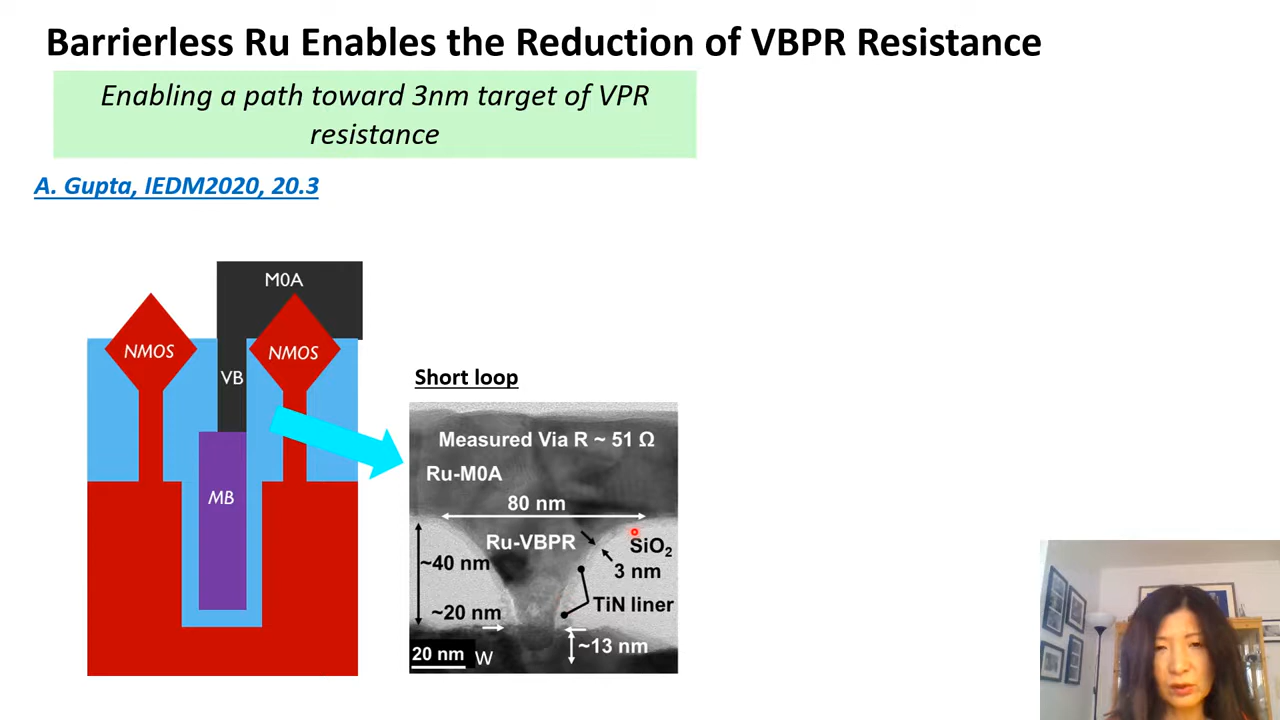 Barrierless Ru Enables the Reduction of VBPR Resistance
Enabling a path toward 3nm target of VPR
resistance
A. Gupta, IEDM2020, 20.3
M0A
NMOS
NMOS
VB
MB
Short loop
Measured Via R ~ 51 Ω
Ru-M0A
80 nm
Ru-VBPR
SiO₂
~40 nm
3 nm
TiN liner
~20 nm
~13 nm
20 nm
W